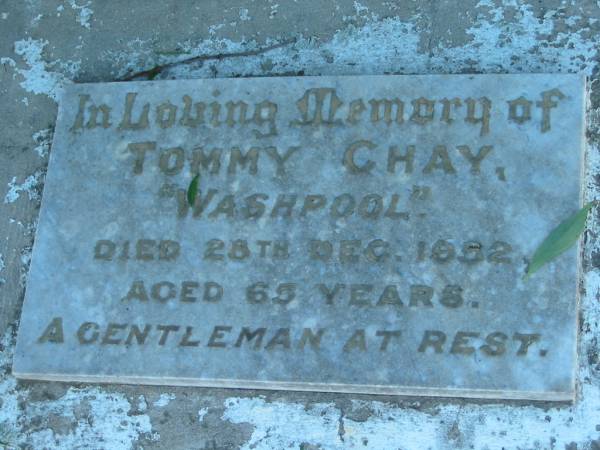 In Loving Memory of
TOMMY CHAY,
"WASHPOOL".
DIED 28TH DEC. 1952,
AGED 65 YEARS.
A GENTLEMAN AT REST.